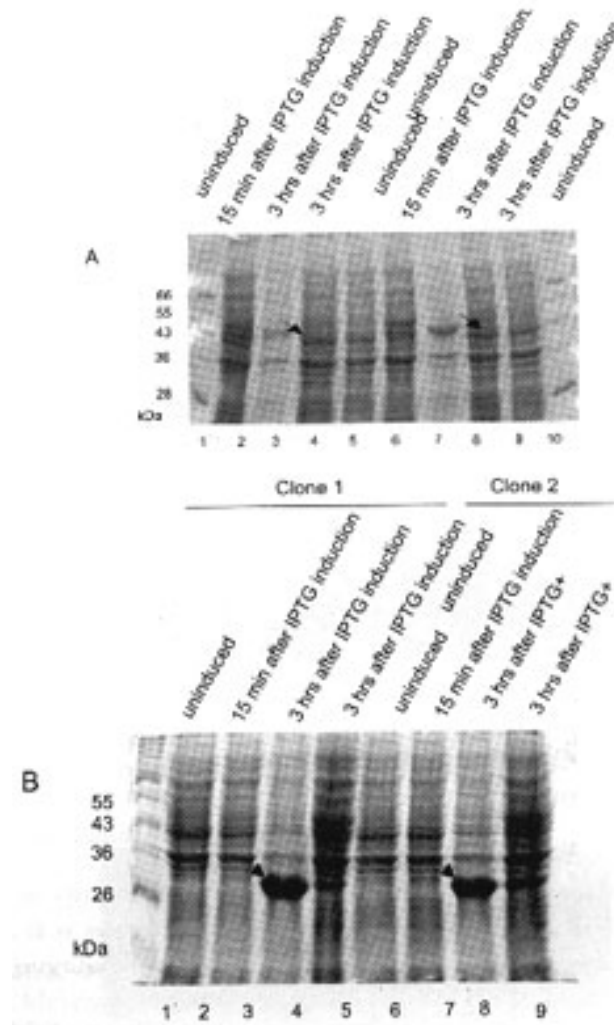 uninduced
15 min after IPTG induction
3 hrs after IPTG induction
3 hrs after IPTG induction
uninduced
uninduced
15 min after IPTG induction
3 hrs after IPTG induction
3 hrs after IPTG induction
uninduced
A
66
55
43
36
28
kDa
1 2 3 4 5 6 7 8 9 10
Clone 1 Clone 2
uninduced
15 min after IPTG induction
3 hrs after IPTG induction
3 hrs after IPTG induction
uninduced
uninduced
15 min after IPTG induction
3 hrs after IPTG+
3 hrs after IPTG+
B
55
43
36
26
kDa
1 2 3 4 5 6 7 8 9